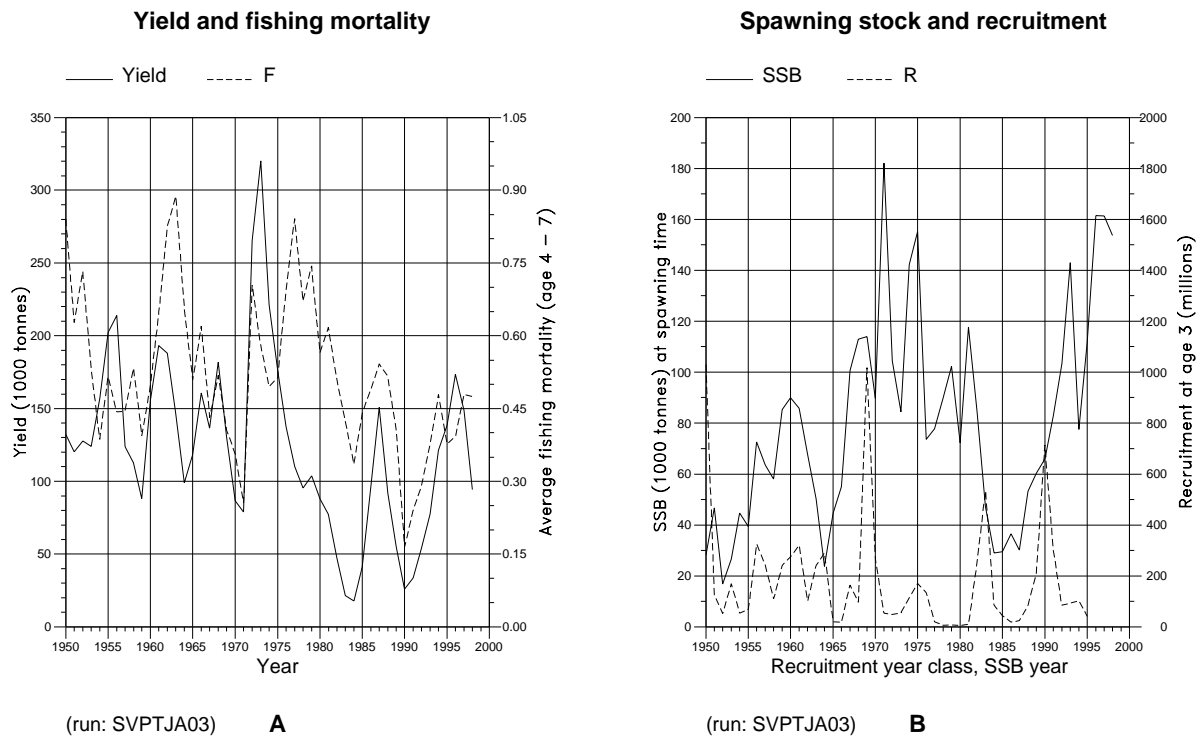 Yield and fishing mortality
Yield F
350
300
250
200
150
100
50
0
Yield (1000 tonnes)
1.05
0.90
0.75
0.60
0.45
0.30
0.15
0.00
Average fishing mortality (age 4 – 7)
1950 1955 1960 1965 1970 1975 1980 1985 1990 1995 2000
Year
(run: SVPTJA03) A
Spawning stock and recruitment
SSB R
200
180
160
140
120
100
80
60
40
20
0
SSB (1000 tonnes) at spawning time
2000
1800
1600
1400
1200
1000
800
600
400
200
0
Recruitment at age 3 (millions)
1950 1955 1960 1965 1970 1975 1980 1985 1990 1995 2000
Recruitment year class, SSB year
(run: SVPTJA03) B